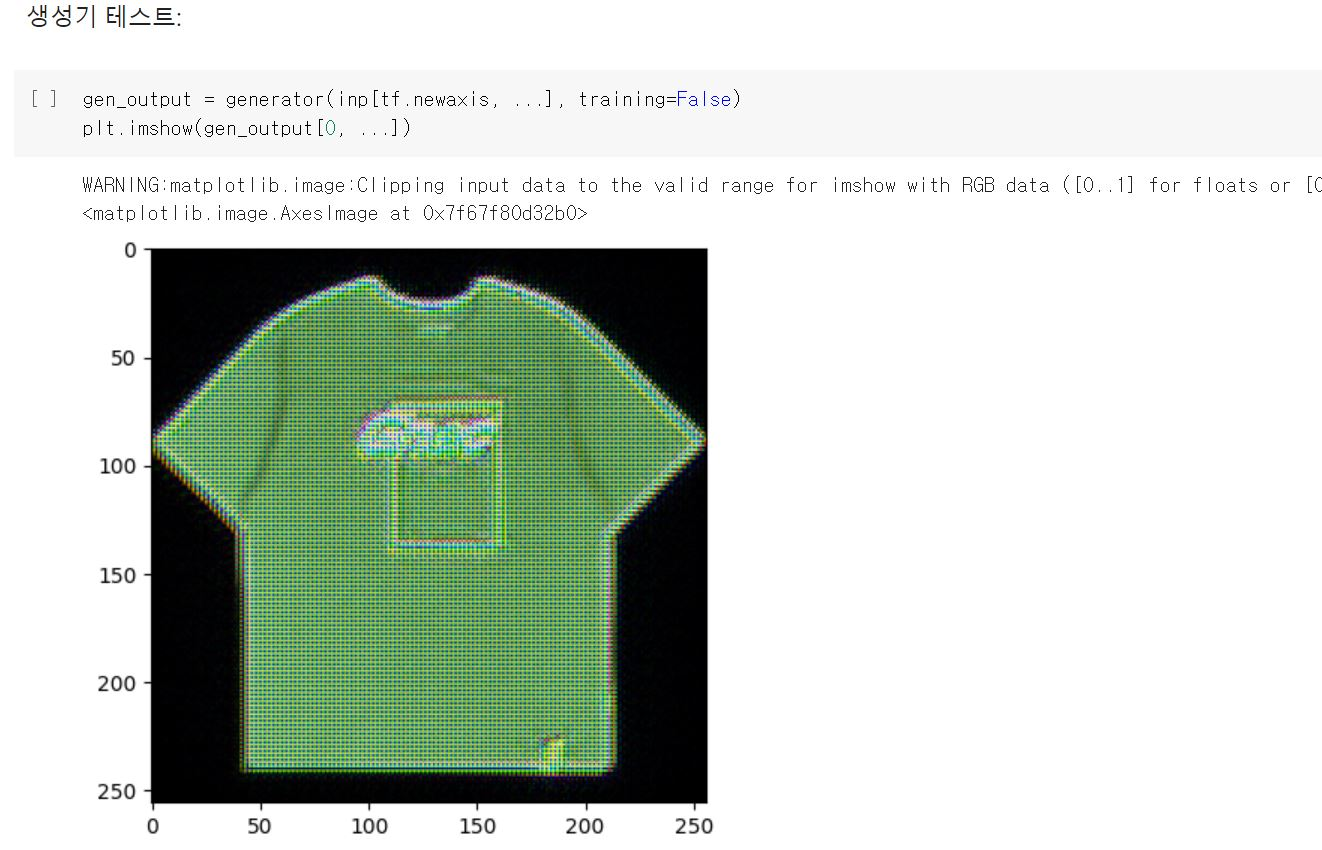 생성기 테스트:
[ ] gen_output = generator(inp[tf.newaxis, ...], training=False)
plt.imshow(gen_output[0, ...])
WARNING:matplotlib.image:Clipping input data to the valid range for imshow with RGB data ([0..1] for floats or [0
<matplotlib.image.AxesImage at 0x7f67f80d32b0>
0
50
100
150
200
250
0 50 100 150 200 250